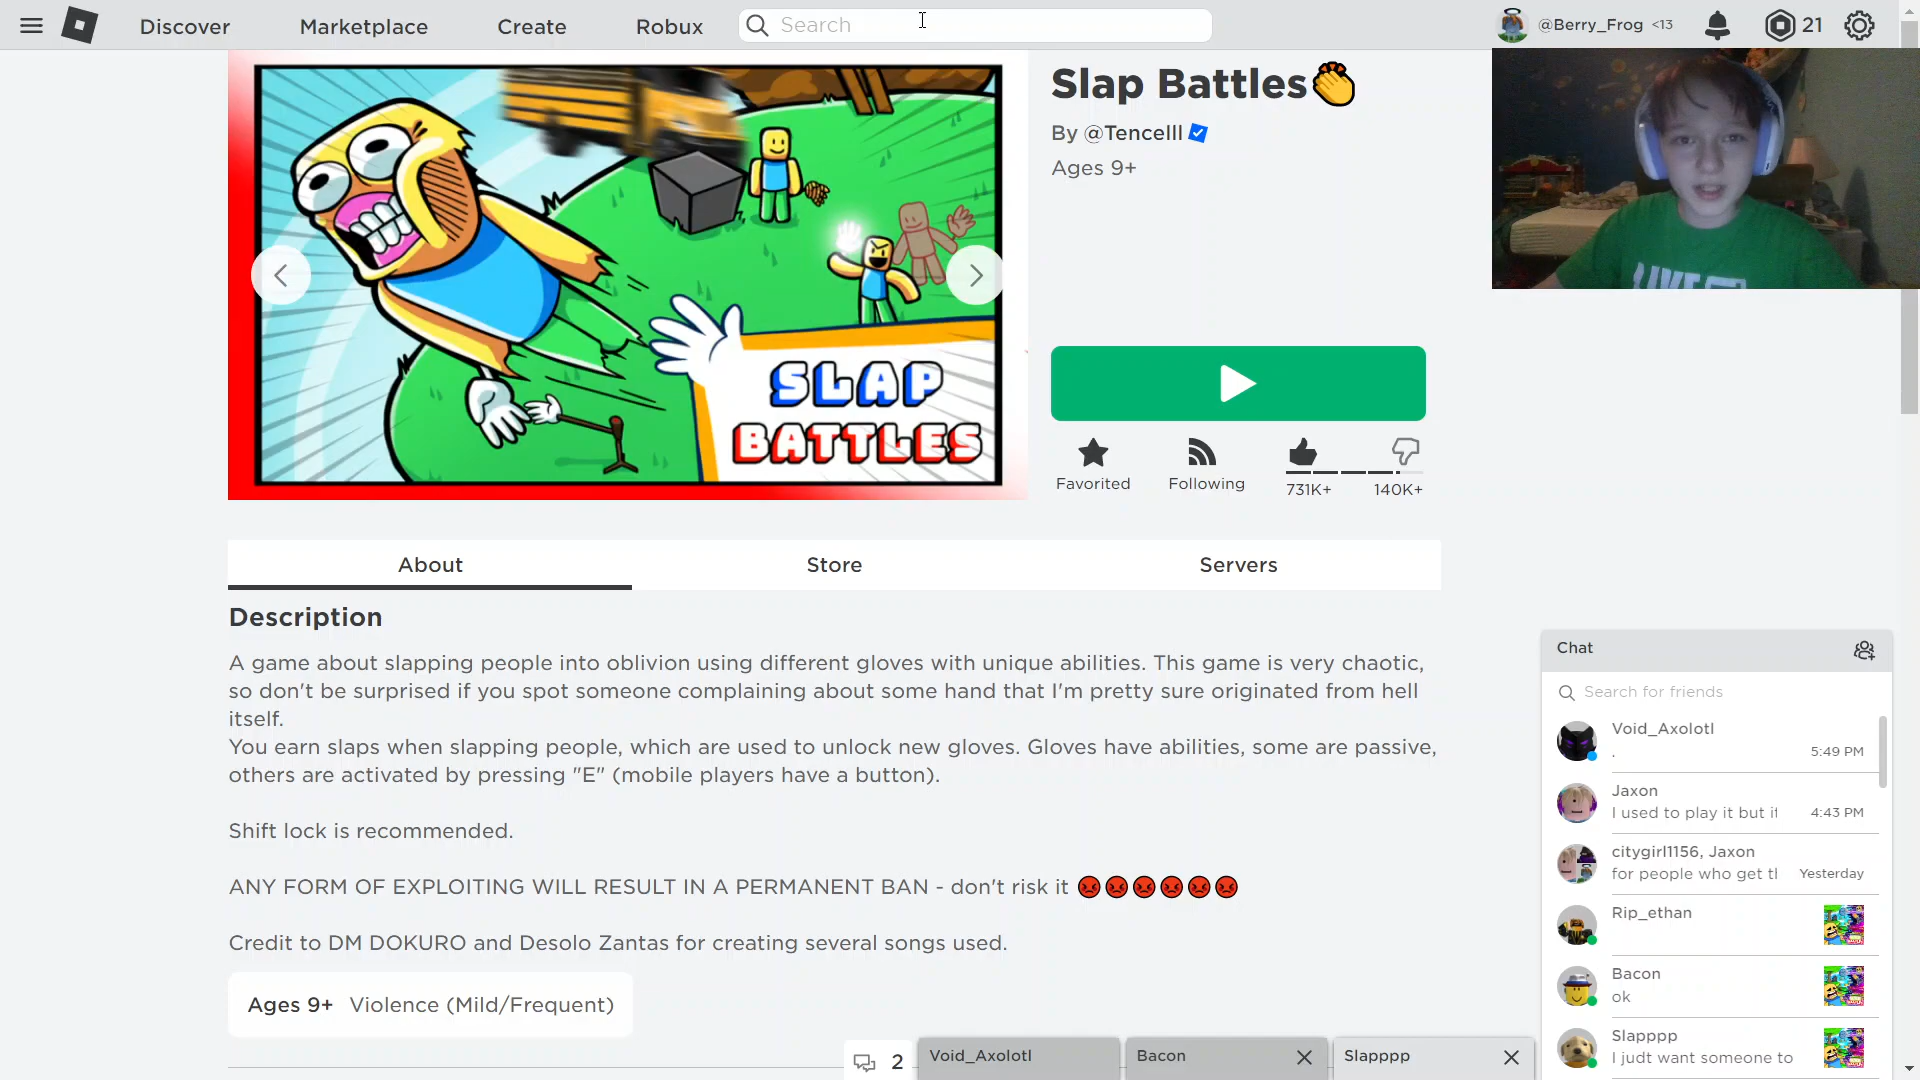 Discover
Marketplace
Create
Robux
Search
@Berry_Frog <13
21
Slap Battles👏
By @Tencelll
Ages 9+
SLAP
BATTLES
Favorited
Following
731K+
140K+
About
Store
Servers
Description
A game about slapping people into oblivion using different gloves with unique abilities. This game is very chaotic,
so don't be surprised if you spot someone complaining about some hand that I'm pretty sure originated from hell
itself.
You earn slaps when slapping people, which are used to unlock new gloves. Gloves have abilities, some are passive,
others are activated by pressing "E" (mobile players have a button).
Shift lock is recommended.
ANY FORM OF EXPLOITING WILL RESULT IN A PERMANENT BAN - don't risk it 😡😡😡😡😡😡
Credit to DM DOKURO and Desolo Zantas for creating several songs used.
Ages 9+ Violence (Mild/Frequent)
Chat
Search for friends
Void_Axolotl
. 5:49 PM
Jaxon
I used to play it but if 4:43 PM
citygirl1156, Jaxon
for people who get tl Yesterday
Rip_ethan
Bacon
ok
Slapppp
I judt want someone to
2
Void_Axolotl
Bacon
Slapppp